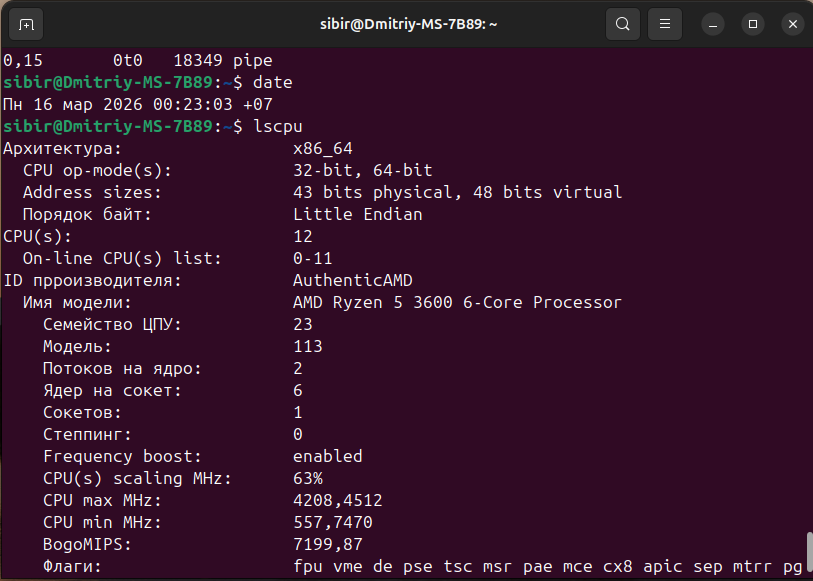 sibir@Dmitriy-MS-7B89: ~
0,15       0t0   18349 pipe
sibir@Dmitriy-MS-7B89:~$ date
Пн 16 мар 2026 00:23:03 +07
sibir@Dmitriy-MS-7B89:~$ lscpu
Архитектура:                 x86_64
  CPU op-mode(s):            32-bit, 64-bit
  Address sizes:             43 bits physical, 48 bits virtual
  Порядок байт:              Little Endian
CPU(s):                      12
  On-line CPU(s) list:       0-11
ID прроизводителя:           AuthenticAMD
  Имя модели:                AMD Ryzen 5 3600 6-Core Processor
    Семейство ЦПУ:           23
    Модель:                  113
    Потоков на ядро:         2
    Ядер на сокет:           6
    Сокетов:                 1
    Степпинг:                0
    Frequency boost:         enabled
    CPU(s) scaling MHz:      63%
    CPU max MHz:             4208,4512
    CPU min MHz:             557,7470
    BogoMIPS:                7199,87
    Флаги:                   fpu vme de pse tsc msr pae mce cx8 apic sep mtrr pg